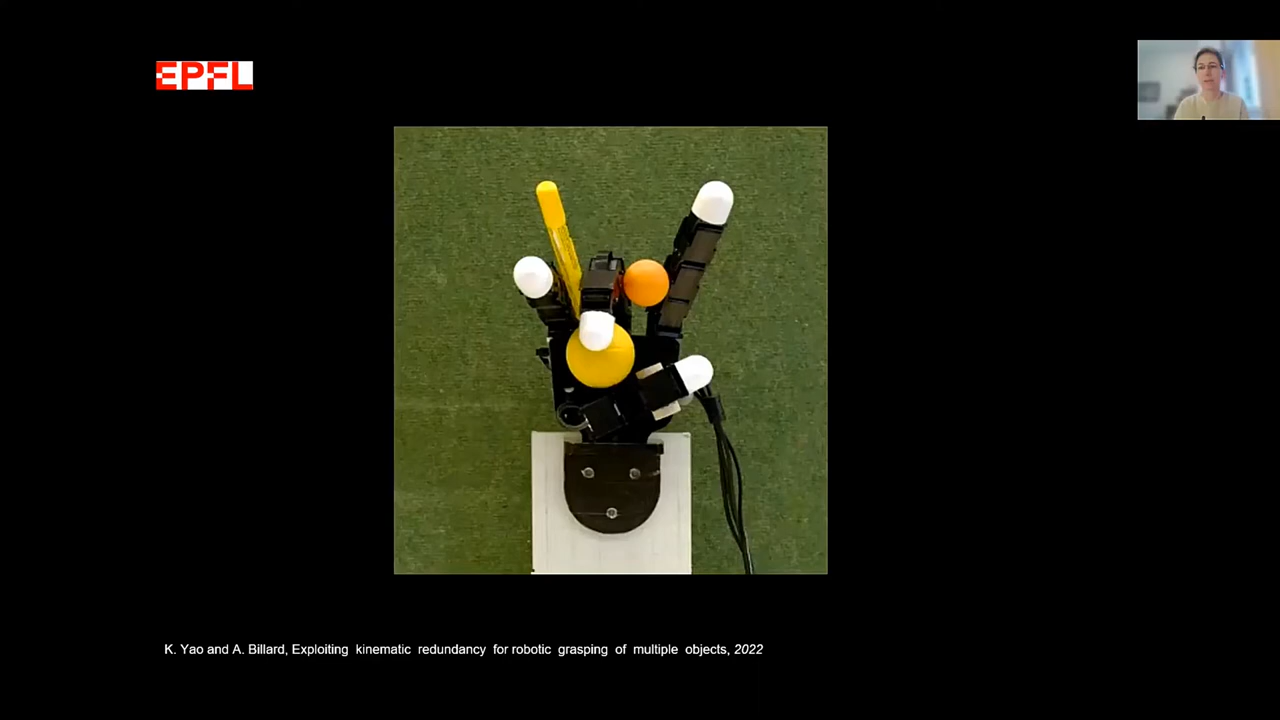 EPFL
K. Yao and A. Billard, Exploiting kinematic redundancy for robotic grasping of multiple objects, 2022